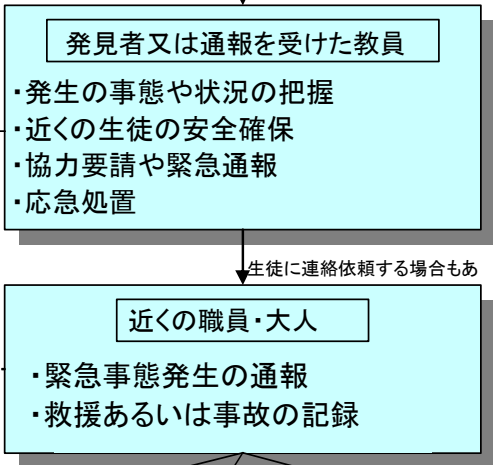 発見者又は通報を受けた教員
・発生の事態や状況の把握
・近くの生徒の安全確保
・協力要請や緊急通報
・応急処置
生徒に連絡依頼する場合もあ
近くの職員・大人
・緊急事態発生の通報
・救援あるいは事故の記録